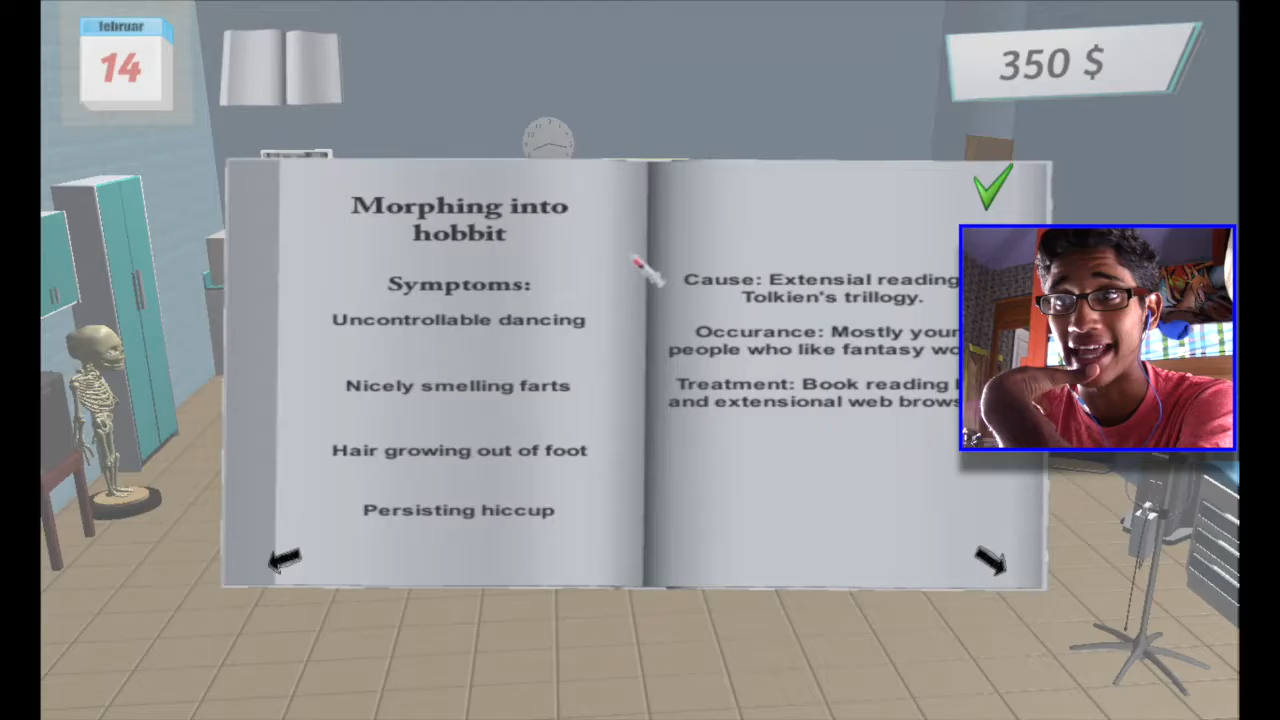 februar
14
350 $
Morphing into
hobbit
Symptoms:
Uncontrollable dancing
Nicely smelling farts
Hair growing out of foot
Persisting hiccup
Cause: Extensial reading
Tolkien's trillogy.
Occurance: Mostly
people who like fantasy
Treatment: Book reading
and extensional web